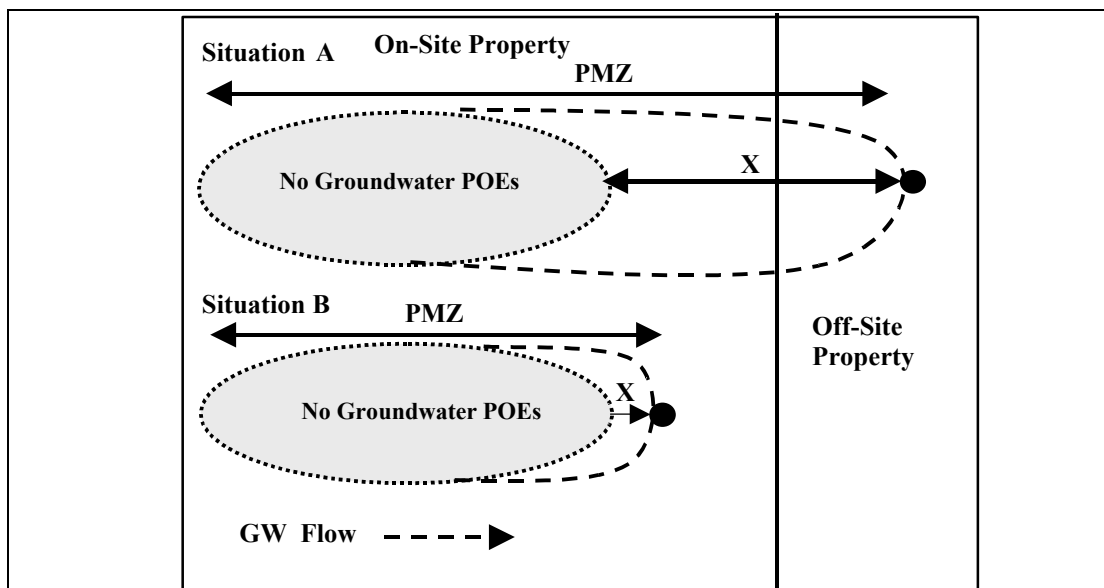 On-Site Property
Situation A
PMZ
No Groundwater POEs
X
Situation B
PMZ
Off-Site
Property
No Groundwater POEs
X
GW Flow